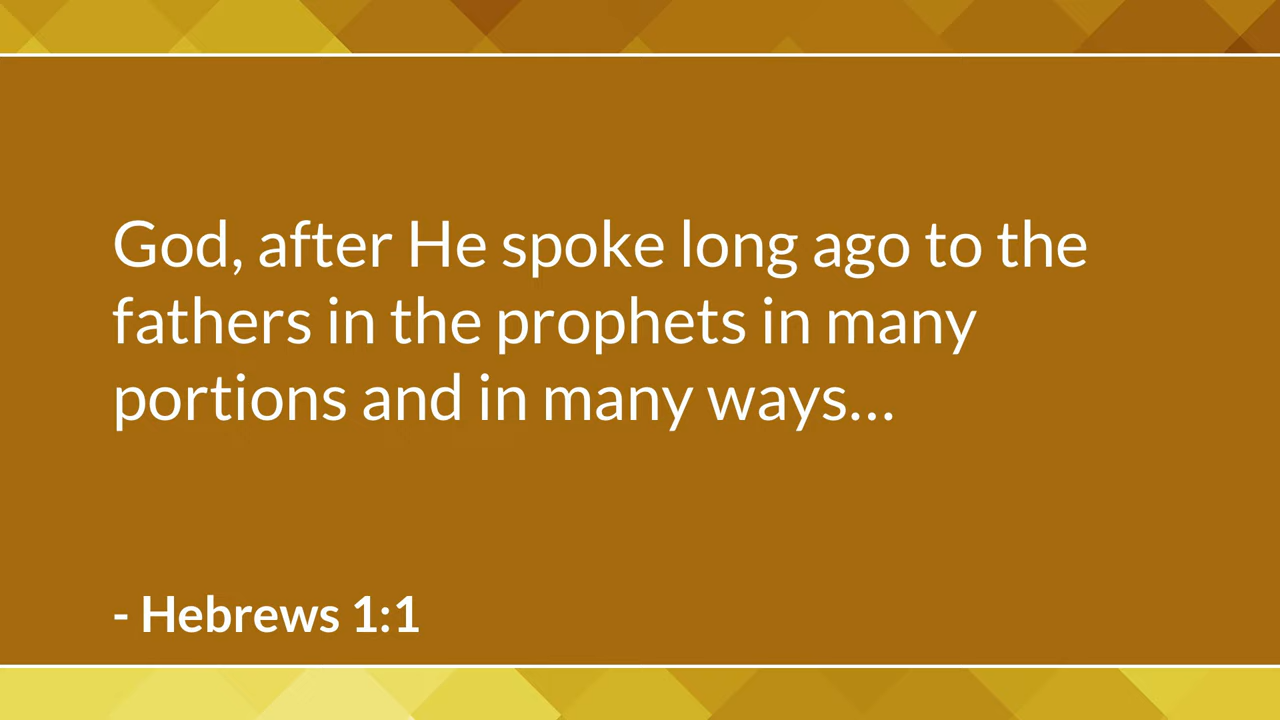 God, after He spoke long ago to the
fathers in the prophets in many
portions and in many ways...
- Hebrews 1:1